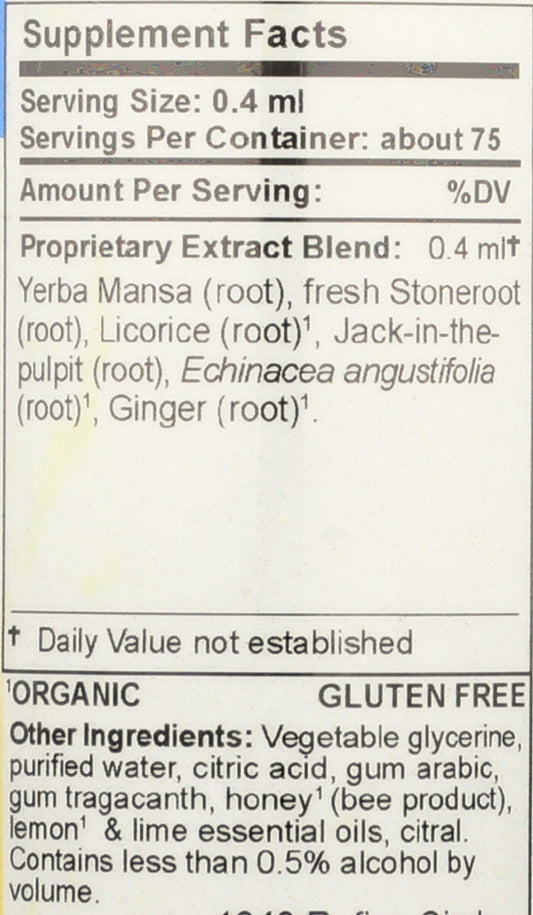 Supplement Facts
Serving Size: 0.4 ml
Servings Per Container: about 75
Amount Per Serving: %DV
Proprietary Extract Blend: 0.4 ml†
Yerba Mansa (root), fresh Stoneroot
(root), Licorice (root)¹, Jack-in-the-
pulpit (root), Echinacea angustifolia
(root)¹, Ginger (root)¹.
† Daily Value not established
¹ORGANIC GLUTEN FREE
Other Ingredients: Vegetable glycerine,
purified water, citric acid, gum arabic,
gum tragacanth, honey¹ (bee product),
lemon¹ & lime essential oils, citral.
Contains less than 0.5% alcohol by
volume.